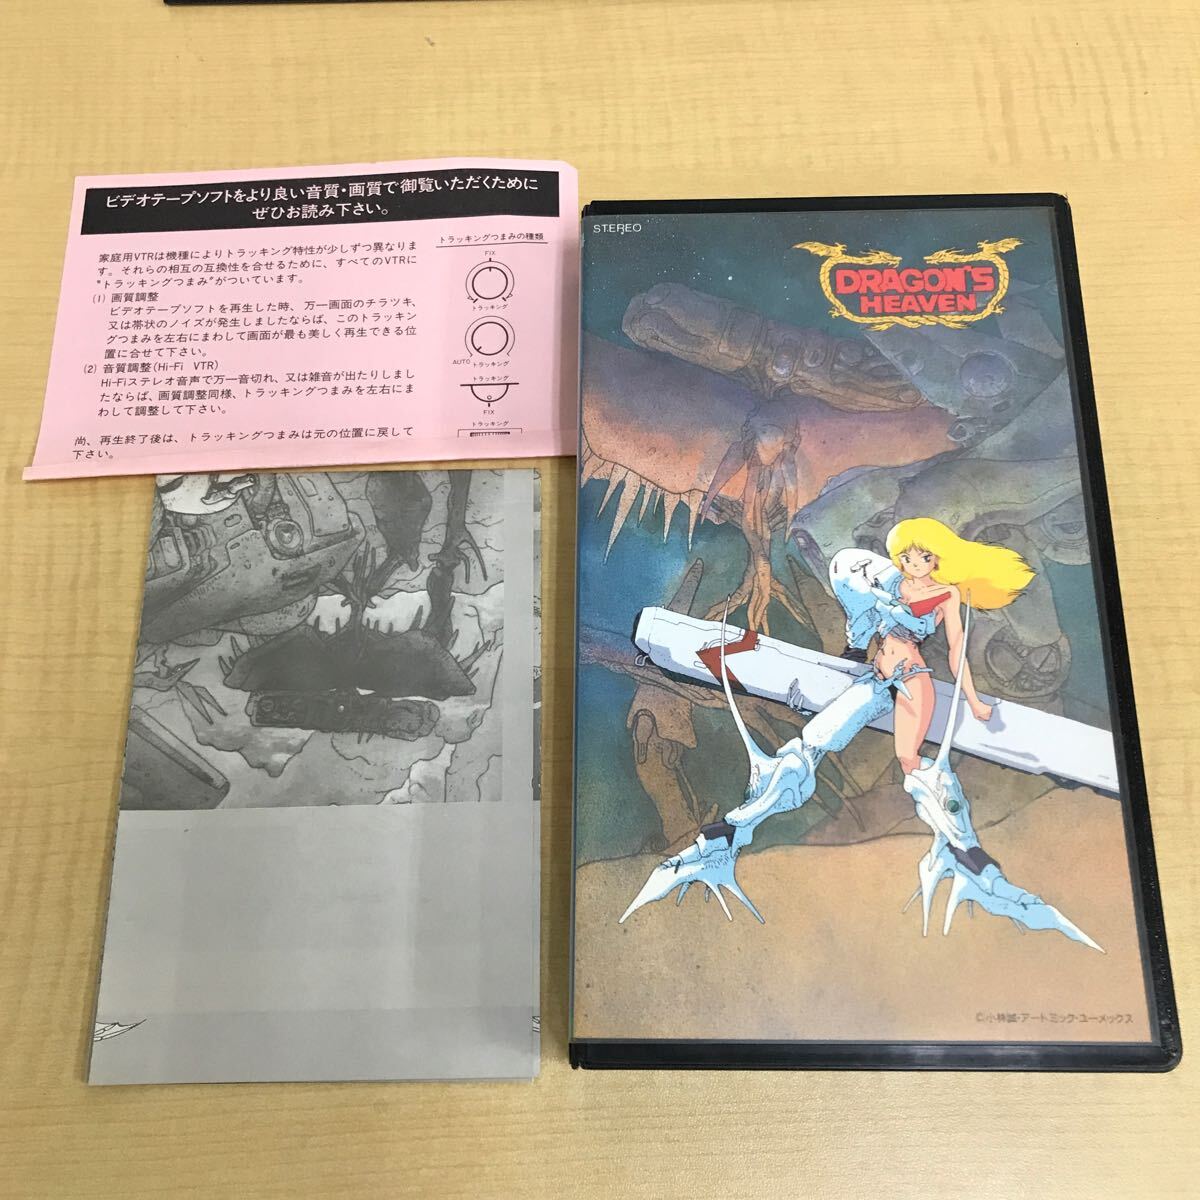 ビデオテープソフトをより良い音質・画質で御覧いただくために
ぜひお読み下さい。
家庭用VTRは機種によりトラッキング特性が少しずつ異なりま
す。それらの相互の互換性を合せるために、すべてのVTRに
"トラッキングつまみ"がついています。
(1) 画質調整
ビデオテープソフトを再生した時、万一画面のチラツキ、
又は帯状のノイズが発生しましたならば、このトラッキン
グつまみを左右にまわして画面が最も美しく再生できる位
置に合せて下さい。
(2) 音質調整(Hi-Fi VTR)
Hi-Fiステレオ音声で万一音切れ、又は雑音が出たりしまし
たならば、画質調整同様、トラッキングつまみを左右にま
わして調整して下さい。
尚、再生終了後は、トラッキングつまみは元の位置に戻して
下さい。
トラッキングつまみの種類
FIX
トラッキング
AUTO トラッキング
トラッキング
FIX
トラッキング
STEREO
DRAGON'S
HEAVEN
©小林誠・アートミック・ユーメックス